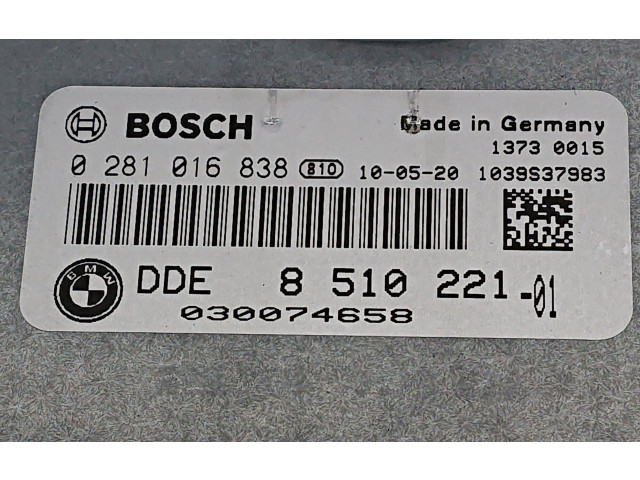 BOSCH
Made in Germany
1373 0015
0 281 016 838 810 10-05-20 1039S37983
BMW
DDE 8 510 221-01
030074658